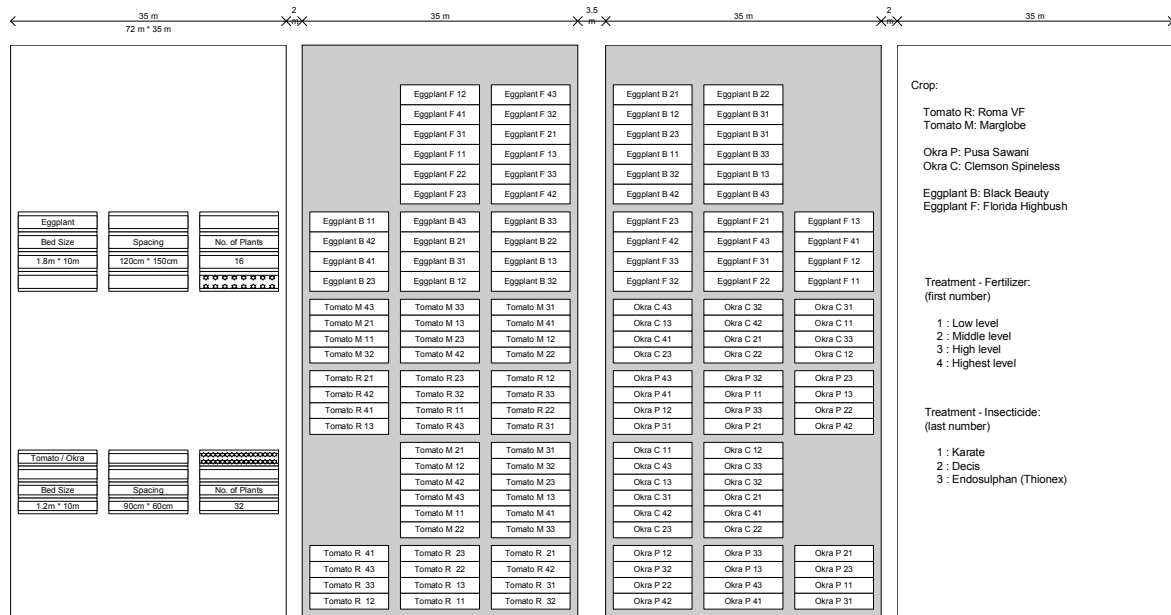 35 m
2 m
35 m
3.5 m
35 m
2 m
35 m
72 m * 35 m
Eggplant
Bed Size Spacing No. of Plants
1.8m * 10m 120cm * 150cm 16
Tomato / Okra
Bed Size Spacing No. of Plants
1.2m * 10m 90cm * 60cm 32
Eggplant F 12 Eggplant F 43
Eggplant F 41 Eggplant F 32
Eggplant F 31 Eggplant F 21
Eggplant F 11 Eggplant F 13
Eggplant F 22 Eggplant F 33
Eggplant F 23 Eggplant F 42
Eggplant B 11 Eggplant B 43 Eggplant B 33
Eggplant B 42 Eggplant B 21 Eggplant B 22
Eggplant B 41 Eggplant B 31 Eggplant B 13
Eggplant B 23 Eggplant B 12 Eggplant B 32
Tomato M 43 Tomato M 33 Tomato M 31
Tomato M 21 Tomato M 13 Tomato M 41
Tomato M 11 Tomato M 23 Tomato M 12
Tomato M 32 Tomato M 42 Tomato M 22
Tomato R 21 Tomato R 23 Tomato R 12
Tomato R 42 Tomato R 32 Tomato R 33
Tomato R 41 Tomato R 11 Tomato R 22
Tomato R 13 Tomato R 43 Tomato R 31
Tomato M 21 Tomato M 31
Tomato M 12 Tomato M 32
Tomato M 42 Tomato M 23
Tomato M 43 Tomato M 13
Tomato M 11 Tomato M 41
Tomato M 22 Tomato M 33
Tomato R 41 Tomato R 23 Tomato R 21
Tomato R 43 Tomato R 22 Tomato R 42
Tomato R 33 Tomato R 13 Tomato R 31
Tomato R 12 Tomato R 11 Tomato R 32
Eggplant B 21 Eggplant B 22
Eggplant B 12 Eggplant B 31
Eggplant B 23 Eggplant B 31
Eggplant B 11 Eggplant B 33
Eggplant B 32 Eggplant B 13
Eggplant B 42 Eggplant B 43
Eggplant F 23 Eggplant F 21 Eggplant F 13
Eggplant F 42 Eggplant F 43 Eggplant F 41
Eggplant F 33 Eggplant F 31 Eggplant F 12
Eggplant F 32 Eggplant F 22 Eggplant F 11
Okra C 43 Okra C 32 Okra C 31
Okra C 13 Okra C 42 Okra C 11
Okra C 41 Okra C 21 Okra C 33
Okra C 23 Okra C 22 Okra C 12
Okra P 43 Okra P 32 Okra P 23
Okra P 41 Okra P 11 Okra P 13
Okra P 12 Okra P 33 Okra P 22
Okra P 31 Okra P 21 Okra P 42
Okra C 11 Okra C 12
Okra C 43 Okra C 33
Okra C 13 Okra C 32
Okra C 31 Okra C 21
Okra C 42 Okra C 41
Okra C 23 Okra C 22
Okra P 12 Okra P 33 Okra P 21
Okra P 32 Okra P 13 Okra P 23
Okra P 22 Okra P 43 Okra P 11
Okra P 42 Okra P 41 Okra P 31
Crop:
Tomato R: Roma VF
Tomato M: Marglobe
Okra P: Pusa Sawani
Okra C: Clemson Spineless
Eggplant B: Black Beauty
Eggplant F: Florida Highbush
Treatment - Fertilizer:
(first number)
1 : Low level
2 : Middle level
3 : High level
4 : Highest level
Treatment - Insecticide:
(last number)
1 : Karate
2 : Decis
3 : Endosulphan (Thionex)